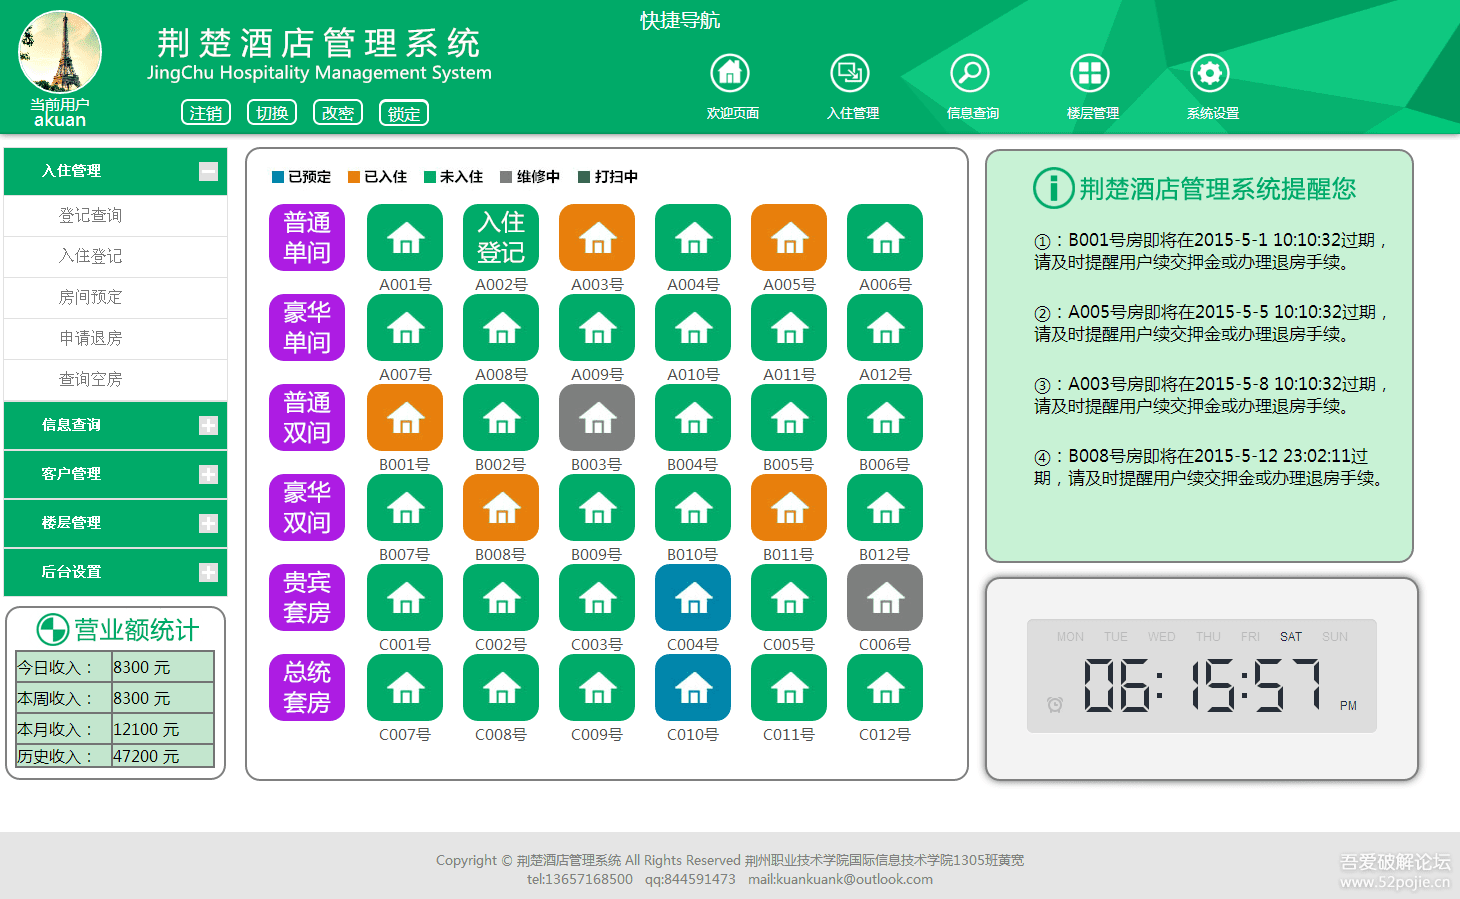 当前用户
akuan
荆楚酒店管理系统
JingChu Hospitality Management System
注销 切换 改密 锁定
快捷导航
欢迎页面 入住管理 信息查询 楼层管理 系统设置
入住管理
登记查询
入住登记
房间预定
申请退房
查询空房
信息查询
客户管理
楼层管理
后台设置
营业额统计
今日收入： 8300 元
本周收入： 8300 元
本月收入： 12100 元
历史收入： 47200 元
已预定 已入住 未入住 维修中 打扫中
普通
单间
入住
登记
A001号 A002号 A003号 A004号 A005号 A006号
豪华
单间
A007号 A008号 A009号 A010号 A011号 A012号
普通
双间
B001号 B002号 B003号 B004号 B005号 B006号
豪华
双间
B007号 B008号 B009号 B010号 B011号 B012号
贵宾
套房
C001号 C002号 C003号 C004号 C005号 C006号
总统
套房
C007号 C008号 C009号 C010号 C011号 C012号
荆楚酒店管理系统提醒您
①：B001号房即将在2015-5-1 10:10:32过期，
请及时提醒用户续交押金或办理退房手续。
②：A005号房即将在2015-5-5 10:10:32过期，
请及时提醒用户续交押金或办理退房手续。
③：A003号房即将在2015-5-8 10:10:32过期，
请及时提醒用户续交押金或办理退房手续。
④：B008号房即将在2015-5-12 23:02:11过
期，请及时提醒用户续交押金或办理退房手续。
MON TUE WED THU FRI SAT SUN
06:15:57 PM
Copyright © 荆楚酒店管理系统 All Rights Reserved 荆州职业技术学院国际信息技术学院1305班黄宽
tel:13657168500 qq:844591473 mail:kuankuank@outlook.com
吾爱破解论坛
www.52pojie.cn